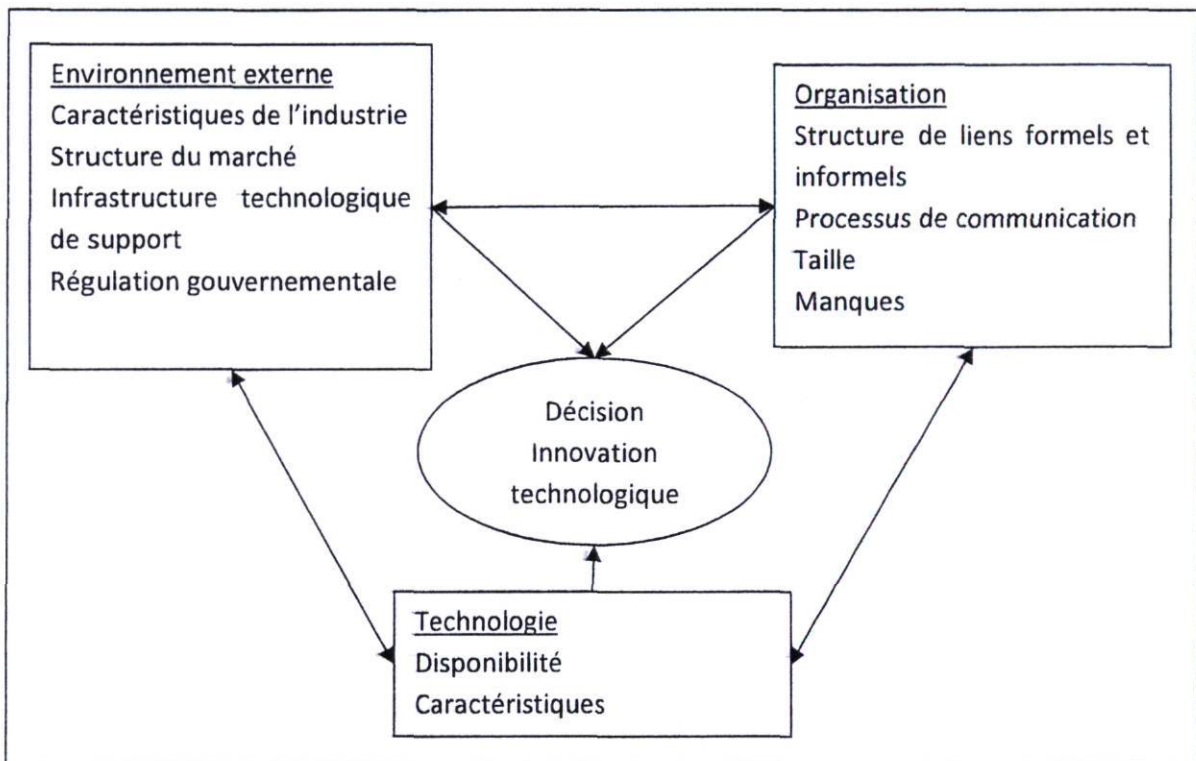 Environnement externe
Caractéristiques de l'industrie
Structure du marché
Infrastructure technologique
de support
Régulation gouvernementale
Organisation
Structure de liens formels et
informels
Processus de communication
Taille
Manques
Décision
Innovation
technologique
Technologie
Disponibilité
Caractéristiques